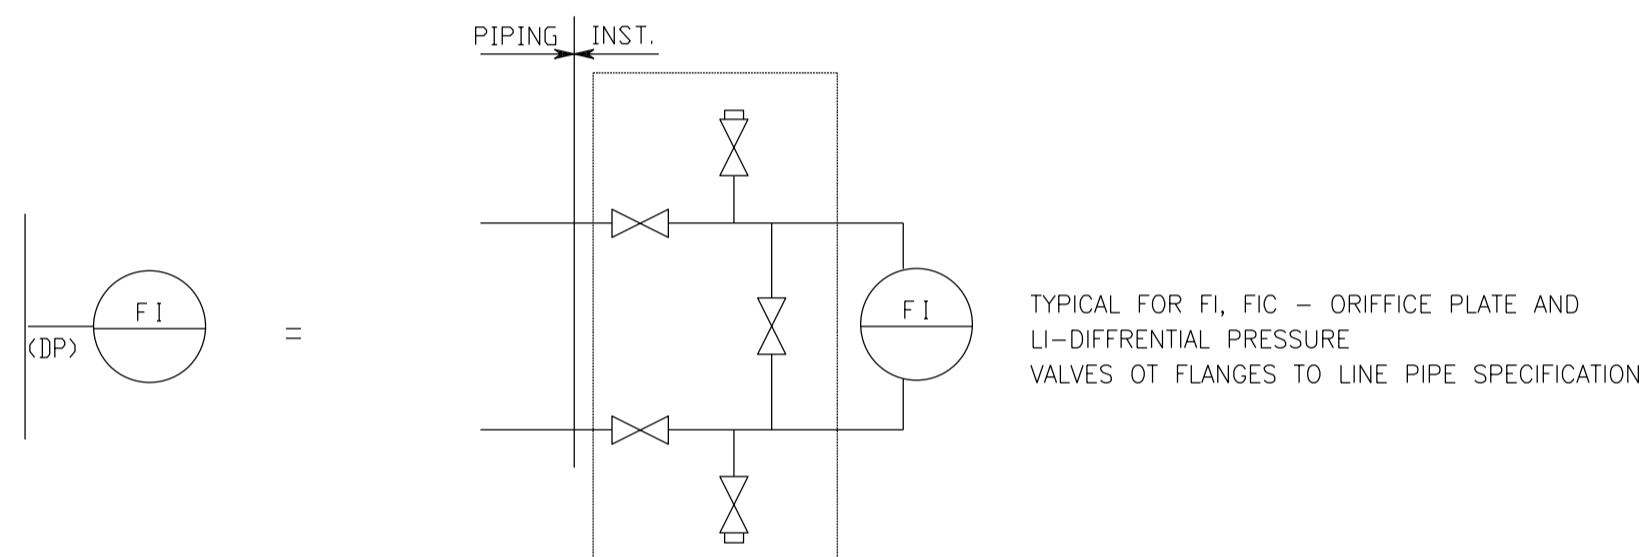 PIPING INST.
FI
(DP)
=
FI
TYPICAL FOR FI, FIC – ORIFFICE PLATE AND
LI–DIFFRENTIAL PRESSURE
VALVES OT FLANGES TO LINE PIPE SPECIFICATION